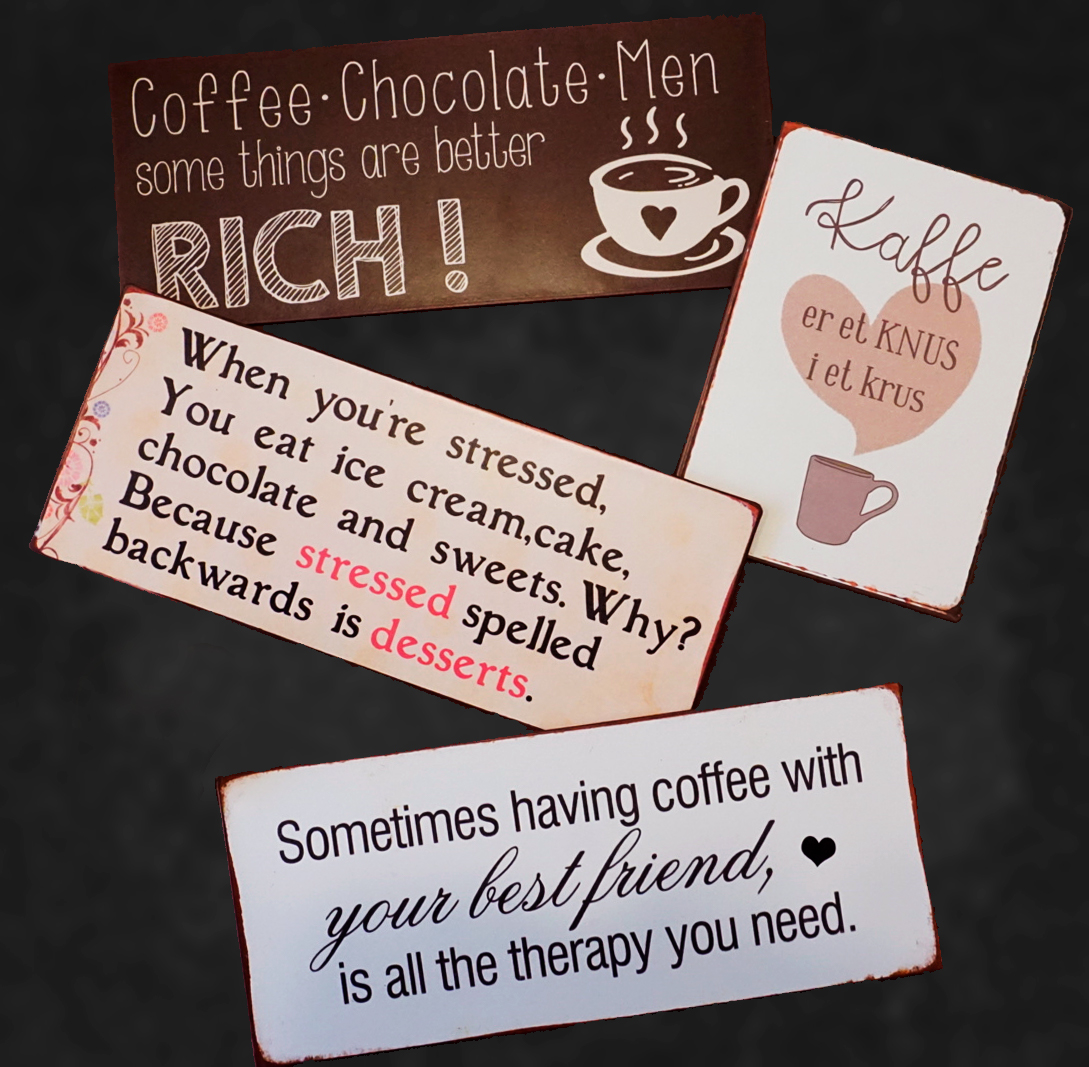 Coffee·Chocolate·Men
some things are better
RICH!
Kaffe
er et KNUS
i et krus
When you're stressed,
You eat ice cream,cake,
chocolate and sweets. Why?
Because stressed spelled
backwards is desserts.
Sometimes having coffee with
your best friend,
is all the therapy you need.